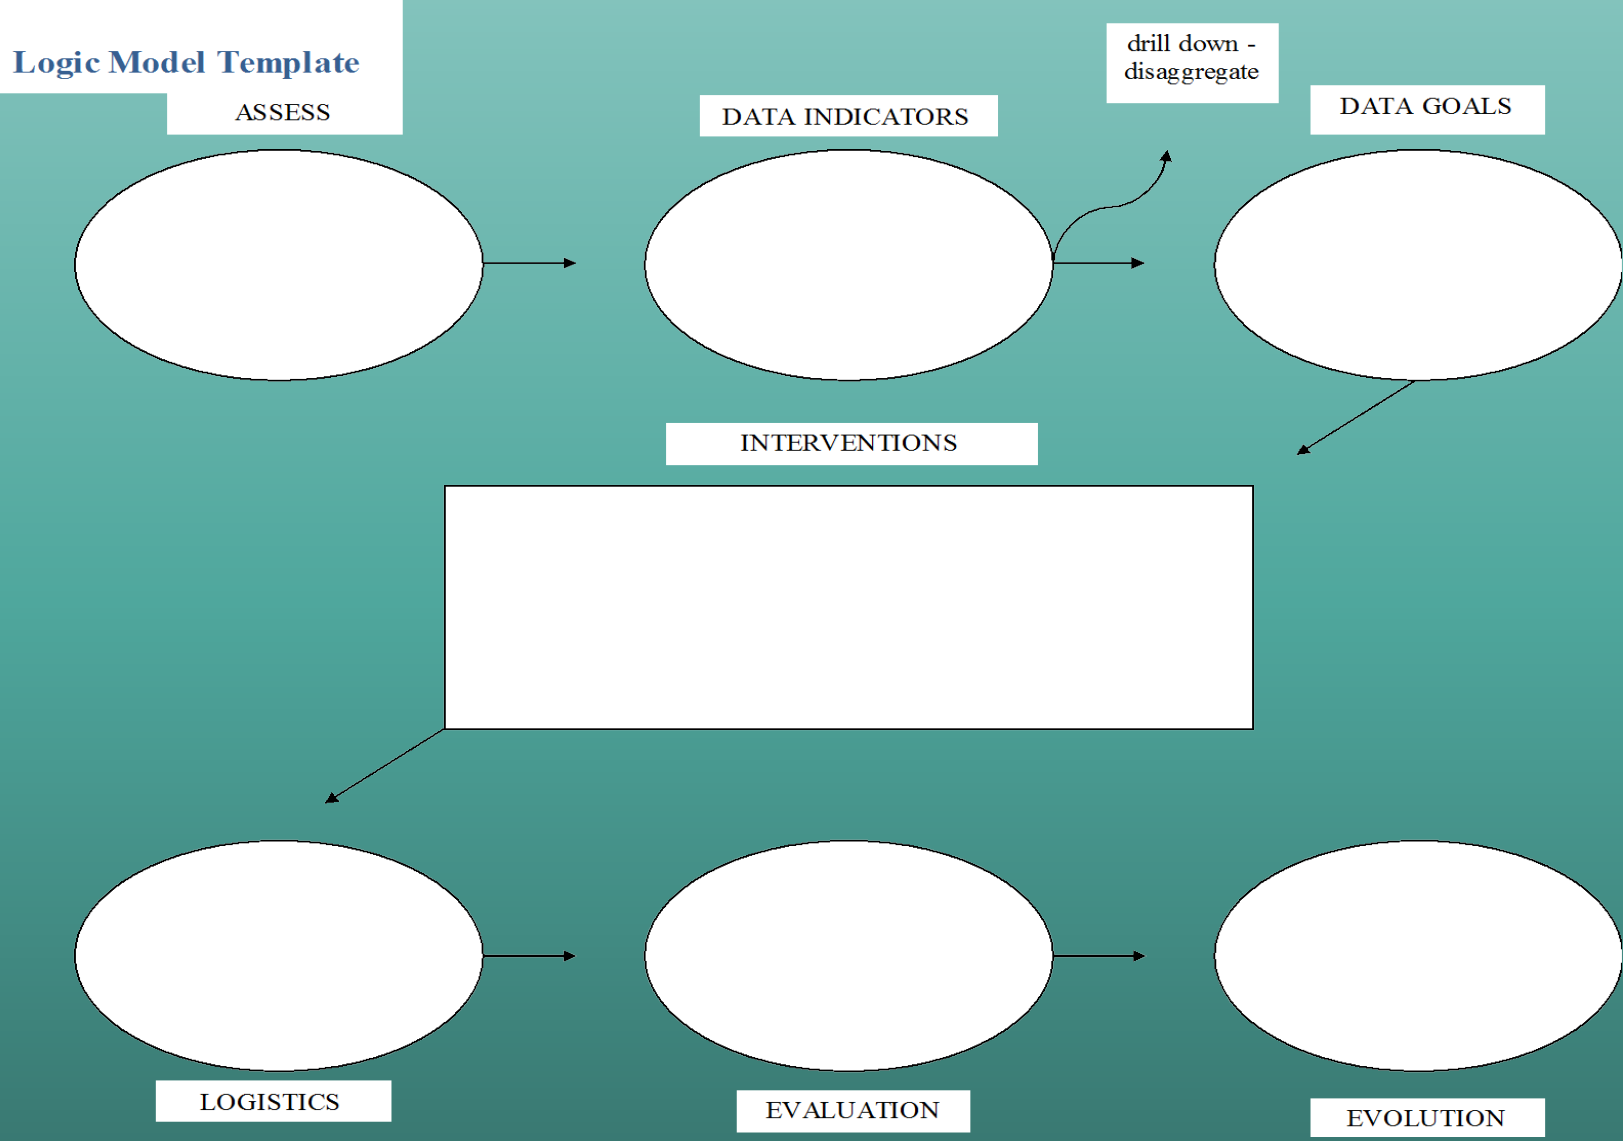 Logic Model Template
drill down -
disaggregate
ASSESS
DATA INDICATORS
DATA GOALS
INTERVENTIONS
LOGISTICS
EVALUATION
EVOLUTION